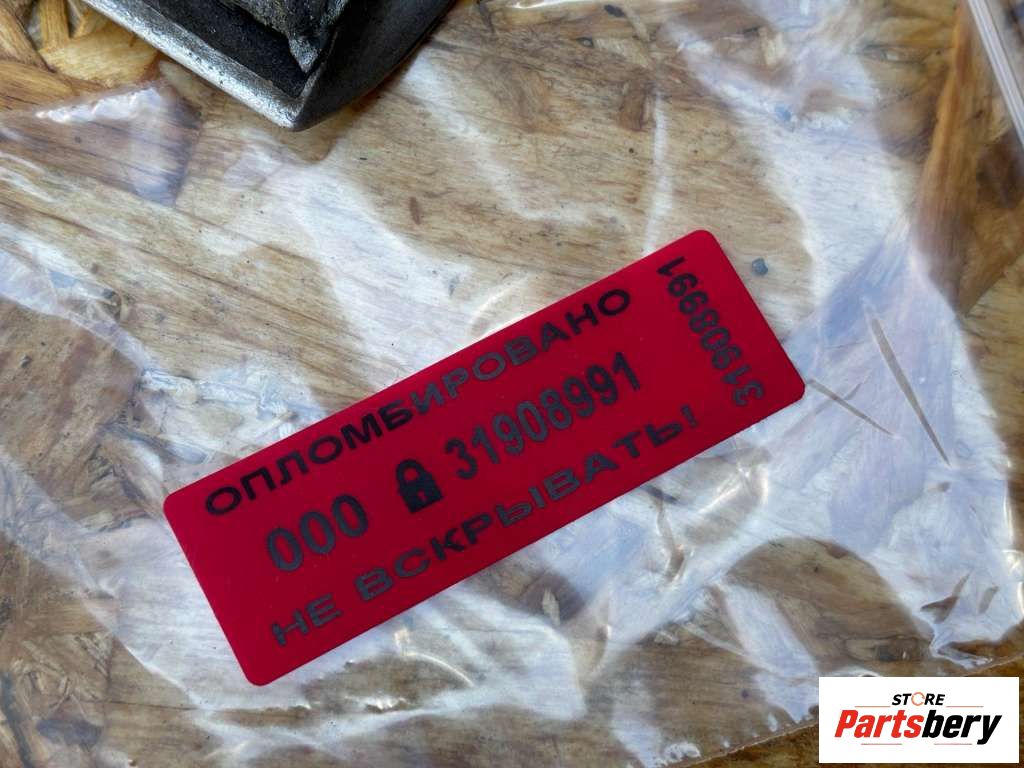 ОПЛОМБИРОВАНО
000 31908991
НЕ ВСКРЫВАТЬ!
31908991
STORE
Partsbery